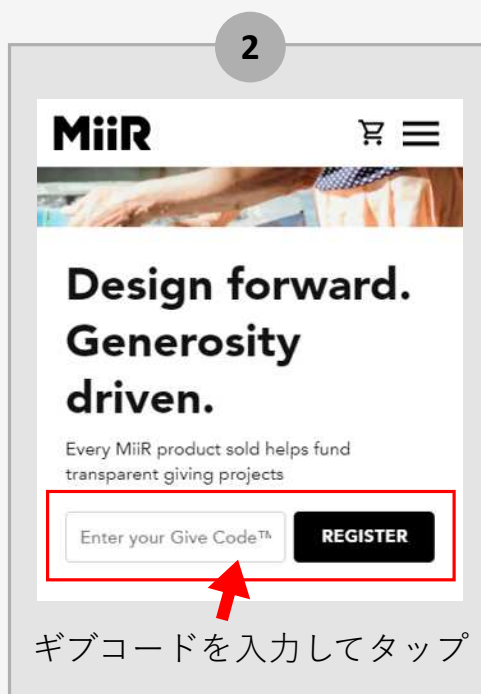 2
MiiR
Design forward.
Generosity
driven.
Every MiiR product sold helps fund
transparent giving projects
Enter your Give Code™ REGISTER
ギブコードを入力してタップ